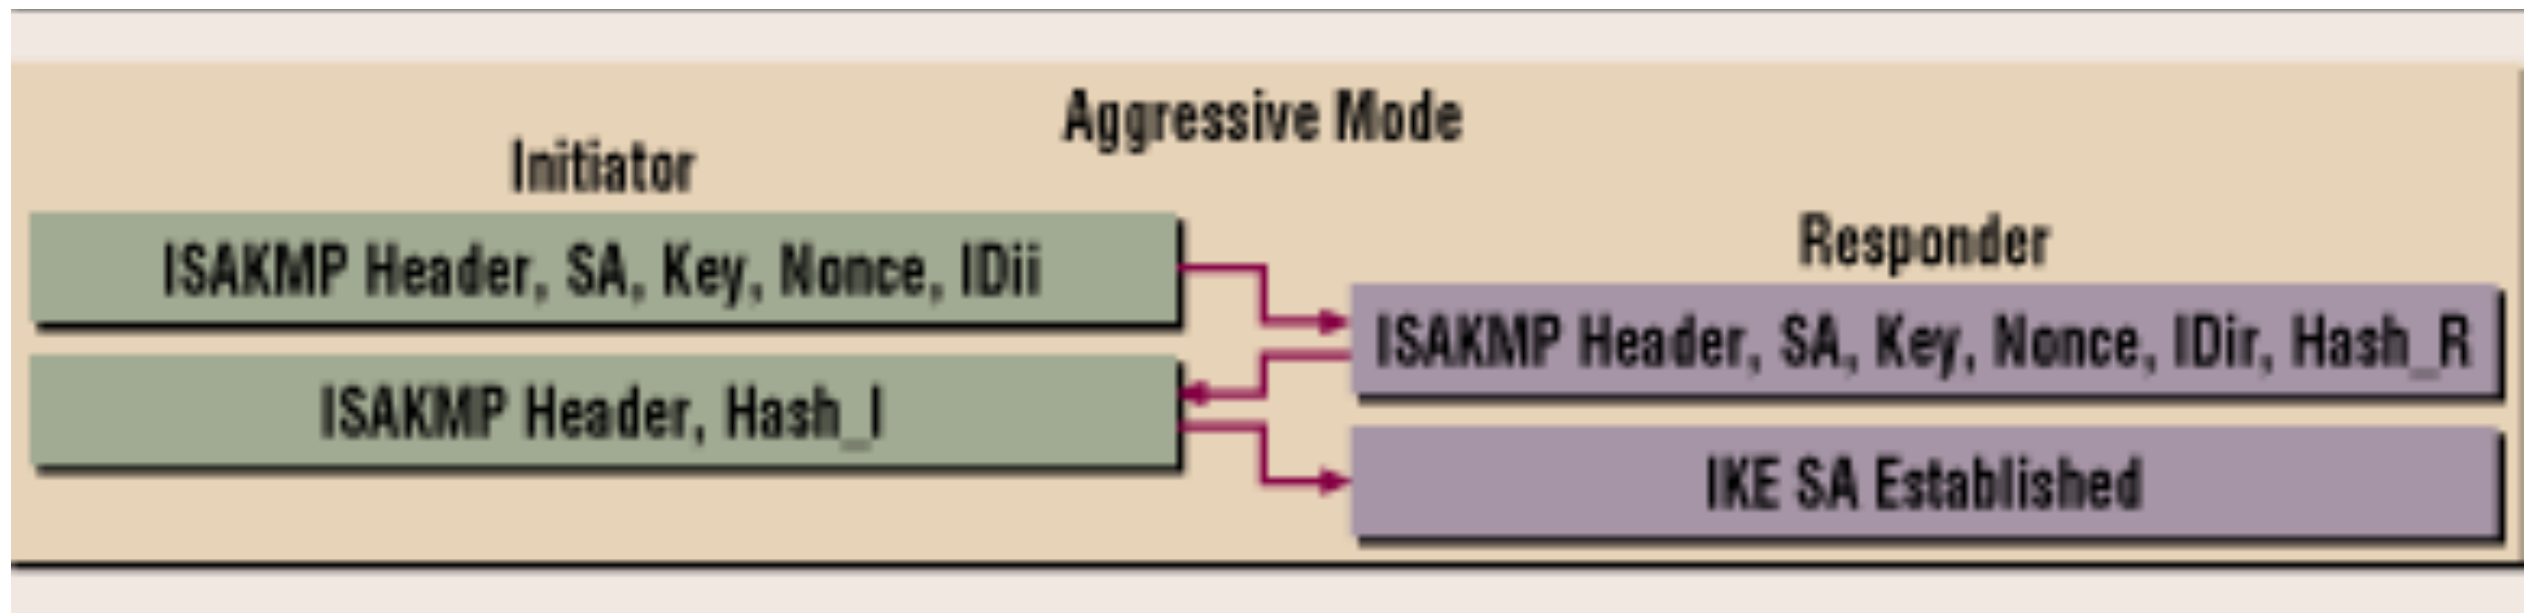 Aggressive Mode
Initiator
Responder
ISAKMP Header, SA, Key, Nonce, IDii
ISAKMP Header, SA, Key, Nonce, IDir, Hash_R
ISAKMP Header, Hash_I
IKE SA Established